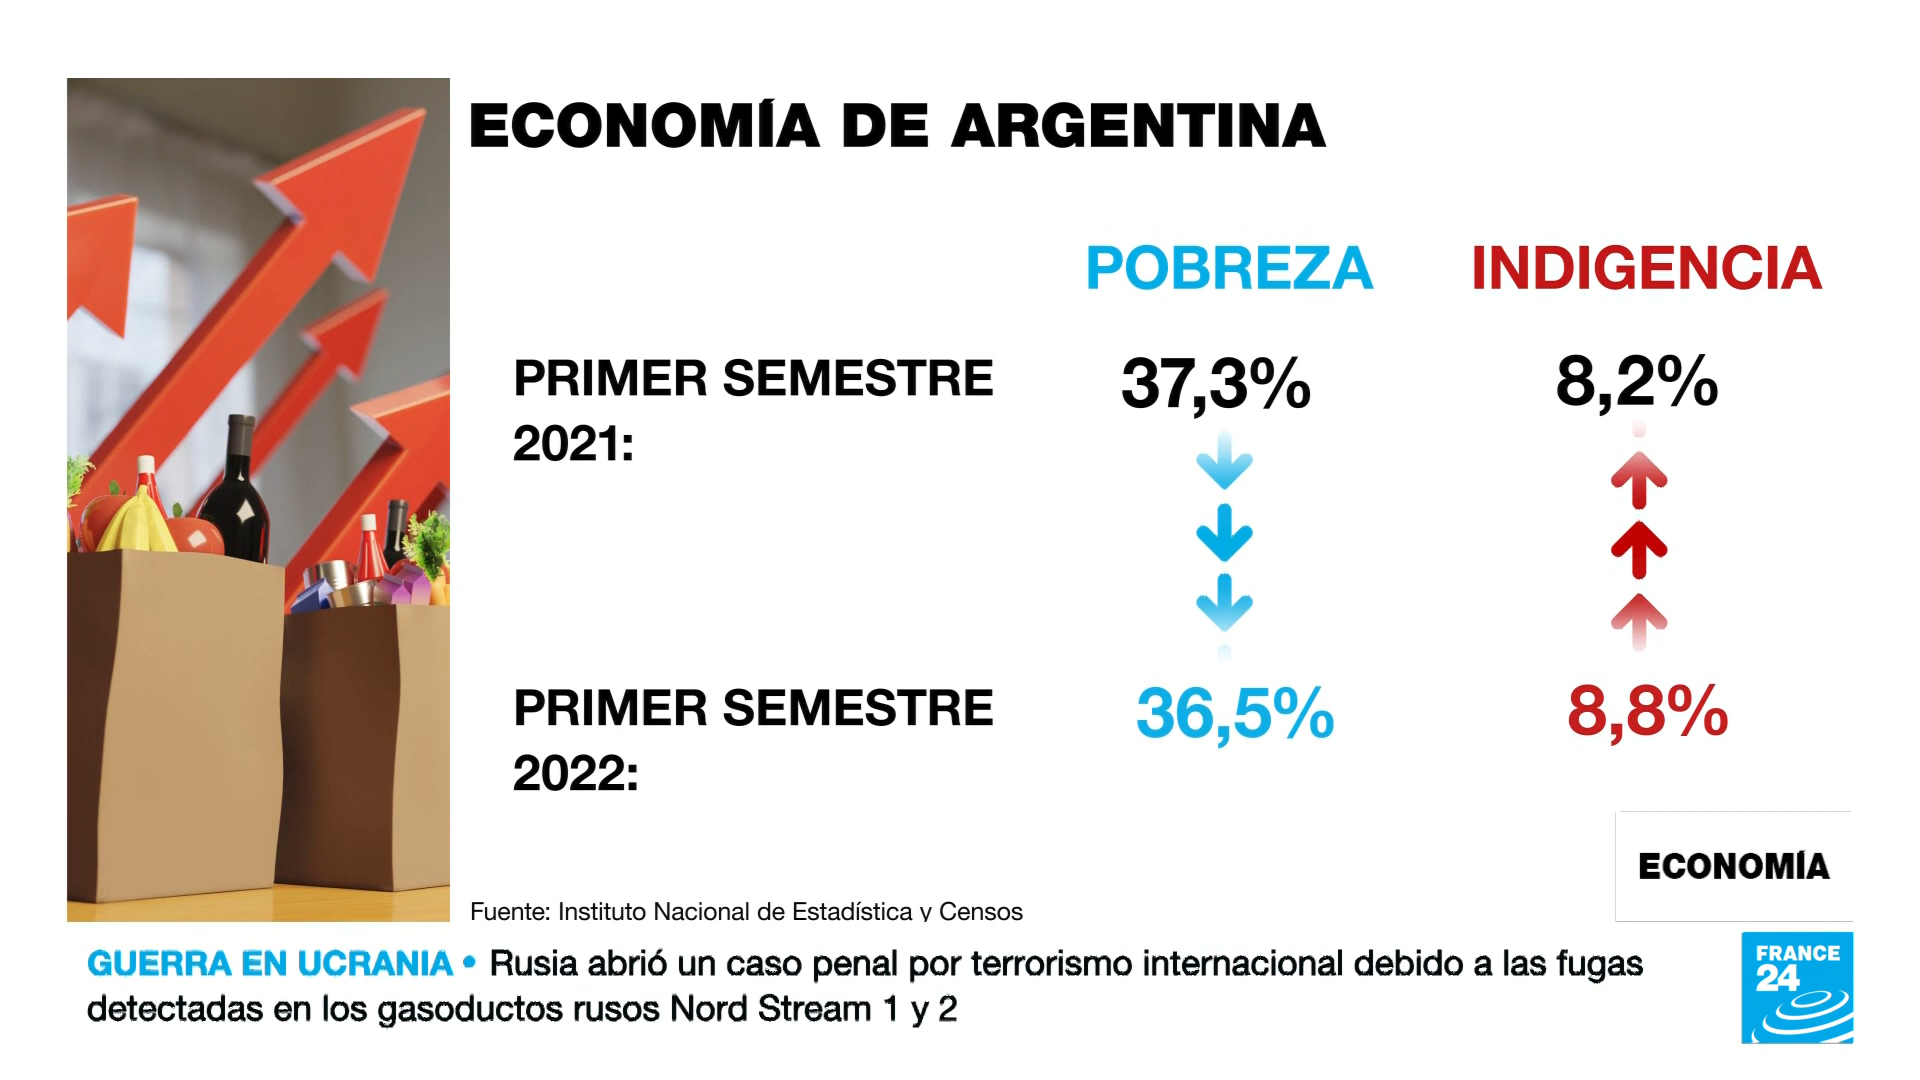 ECONOMÍA DE ARGENTINA
POBREZA INDIGENCIA
PRIMER SEMESTRE 37,3% 8,2%
2021:
PRIMER SEMESTRE 36,5% 8,8%
2022:
ECONOMÍA
Fuente: Instituto Nacional de Estadística y Censos
GUERRA EN UCRANIA • Rusia abrió un caso penal por terrorismo internacional debido a las fugas
detectadas en los gasoductos rusos Nord Stream 1 y 2
FRANCE
24